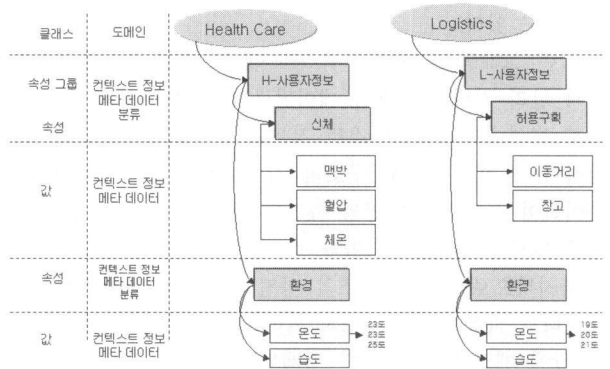 클래스 도메인 Health Care Logistics
속성 그룹 컨텍스트 정보 H-사용자정보 L-사용자정보
메타 데이터
분류
속성 신체 허용구획
값 컨텍스트 정보 맥박 이동거리
메타 데이터
혈압 창고
체온
속성 컨텍스트 정보 환경 환경
메타 데이터
분류
값 컨텍스트 정보 온도 23도 온도 19도
메타 데이터 23도 20도
25도 21도
습도 습도